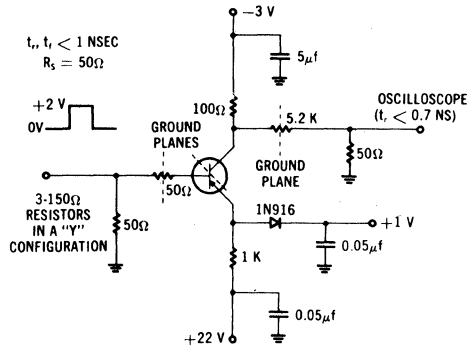 −3 V
tr, tf < 1 NSEC
Rs = 50Ω
5μf
+2 V
0V
100Ω
5.2 K
OSCILLOSCOPE
(tr < 0.7 NS)
GROUND
PLANES
50Ω
GROUND
PLANE
50Ω
3-150Ω
RESISTORS
IN A "Y"
CONFIGURATION
50Ω
1N916
+1 V
0.05μf
1 K
0.05μf
+22 V